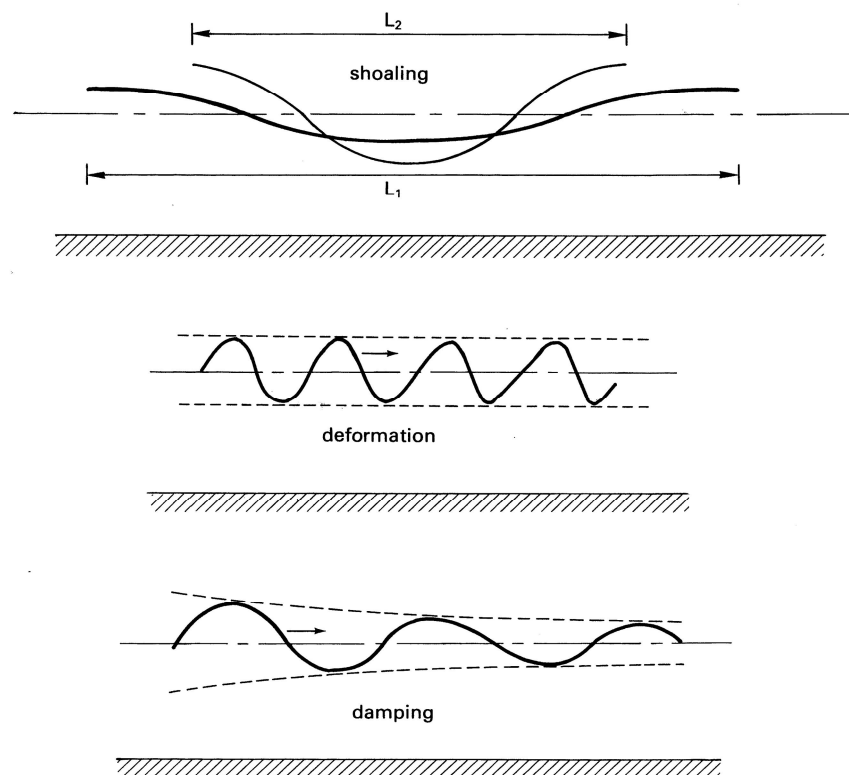 L₂
shoaling
L₁
deformation
damping